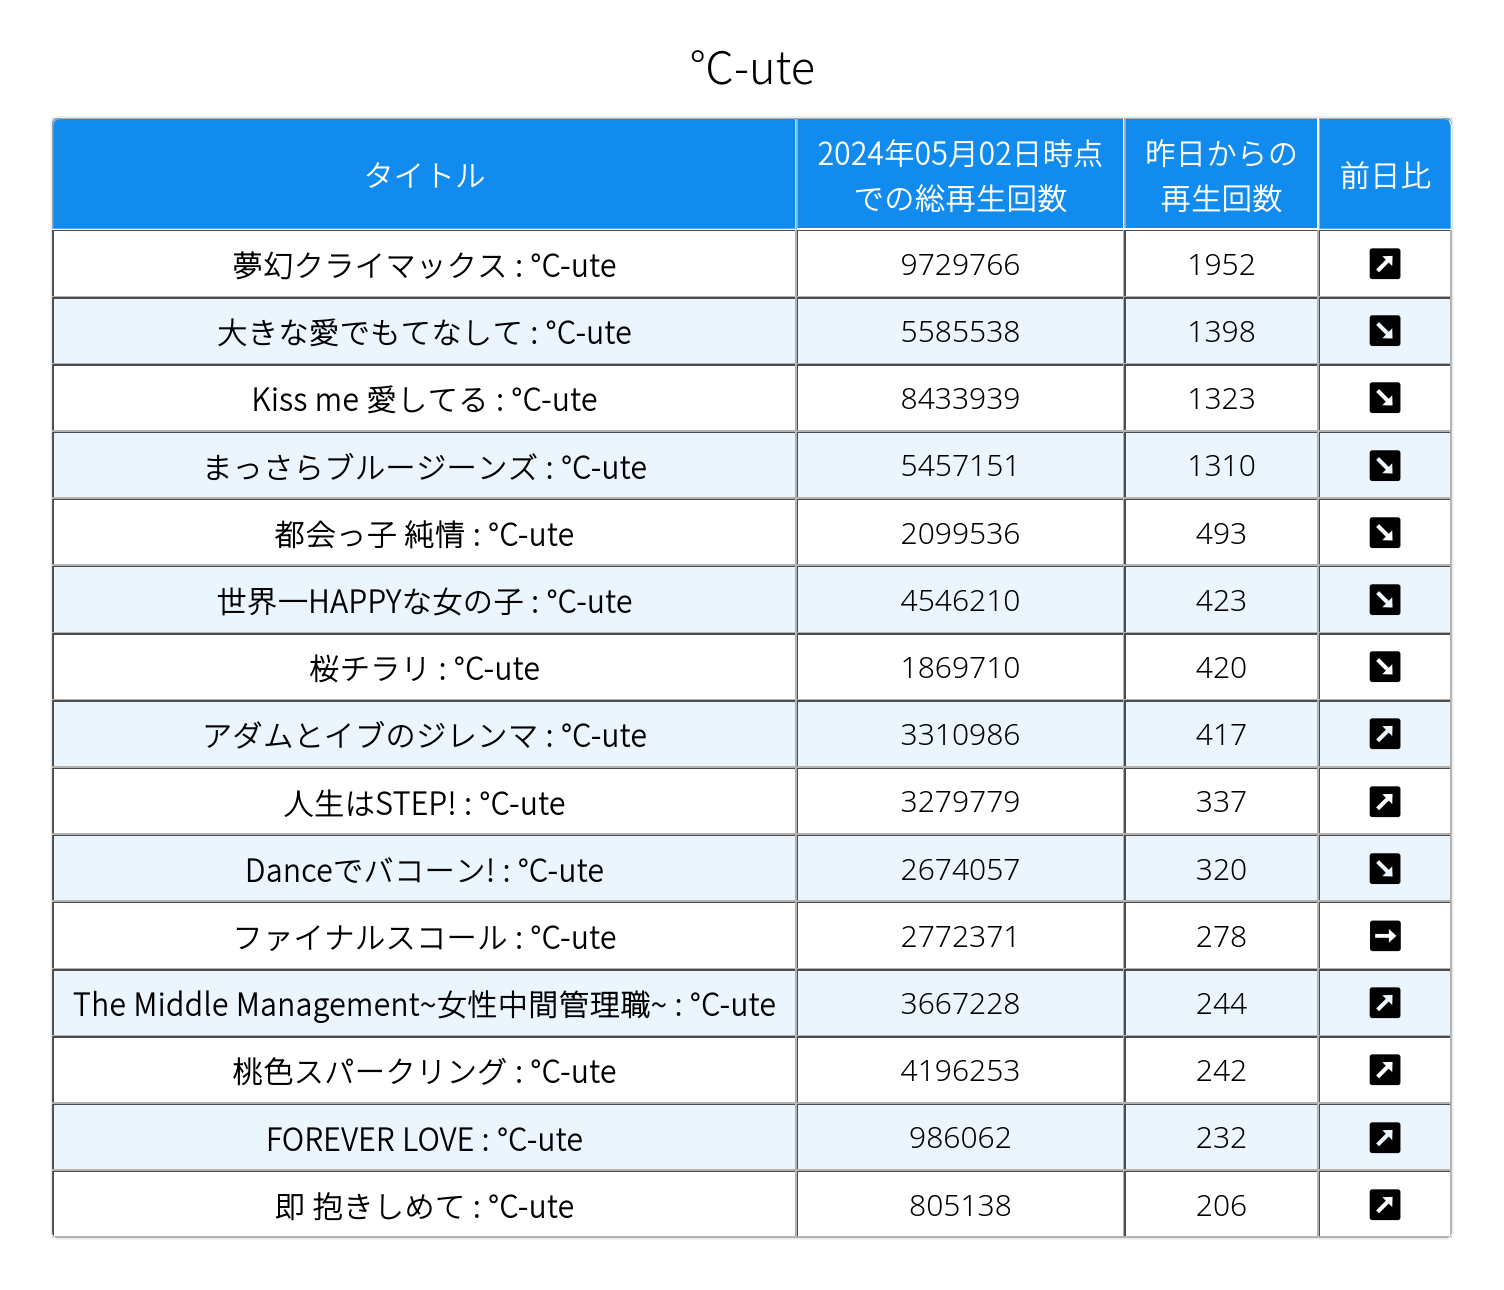 ℃-ute
タイトル 2024年05月02日時点での総再生回数 昨日からの再生回数 前日比
夢幻クライマックス : ℃-ute 9729766 1952 ↗
大きな愛でもてなして : ℃-ute 5585538 1398 ↘
Kiss me 愛してる : ℃-ute 8433939 1323 ↘
まっさらブルージーンズ : ℃-ute 5457151 1310 ↘
都会っ子 純情 : ℃-ute 2099536 493 ↘
世界一HAPPYな女の子 : ℃-ute 4546210 423 ↘
桜チラリ : ℃-ute 1869710 420 ↘
アダムとイブのジレンマ : ℃-ute 3310986 417 ↗
人生はSTEP! : ℃-ute 3279779 337 ↗
Danceでバコーン! : ℃-ute 2674057 320 ↘
ファイナルスコール : ℃-ute 2772371 278 →
The Middle Management~女性中間管理職~ : ℃-ute 3667228 244 ↗
桃色スパークリング : ℃-ute 4196253 242 ↗
FOREVER LOVE : ℃-ute 986062 232 ↗
即 抱きしめて : ℃-ute 805138 206 ↗